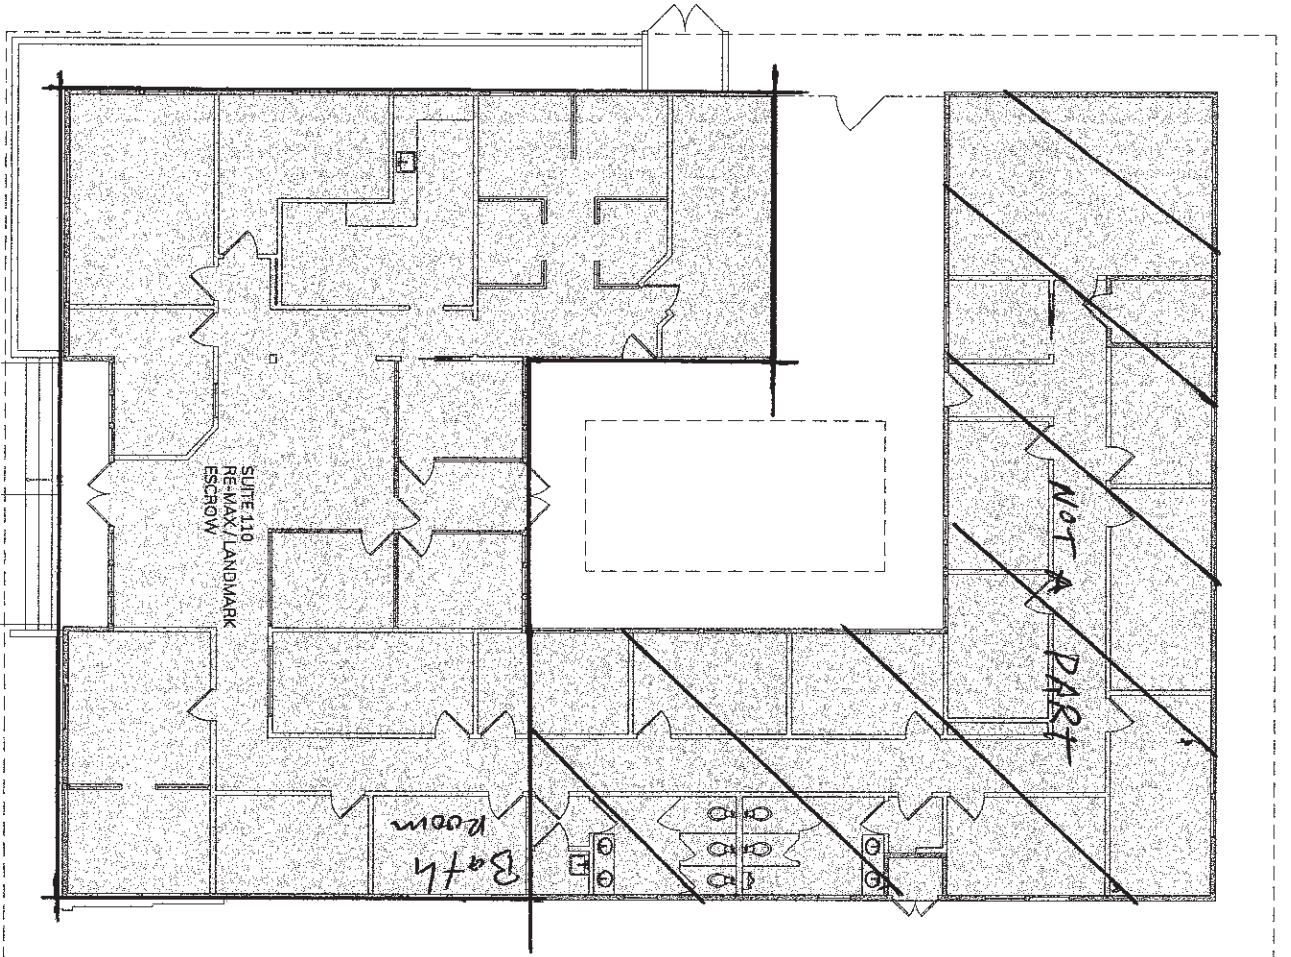 SUITE 110
RE-MAX / LANDMARK
ESCROW
NOT A PART
Bath
Room